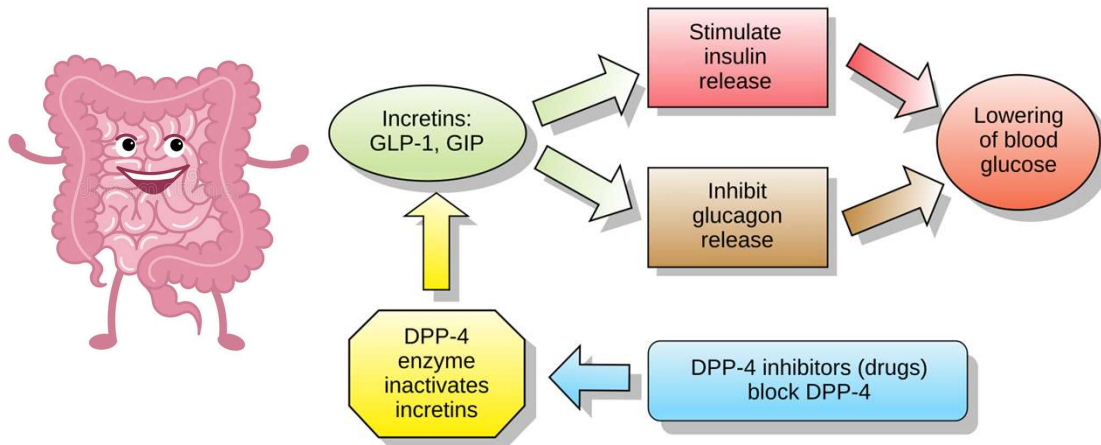 Stimulate
insulin
release
Incretins:
GLP-1, GIP
Lowering
of blood
glucose
Inhibit
glucagon
release
DPP-4
enzyme
inactivates
incretins
DPP-4 inhibitors (drugs)
block DPP-4